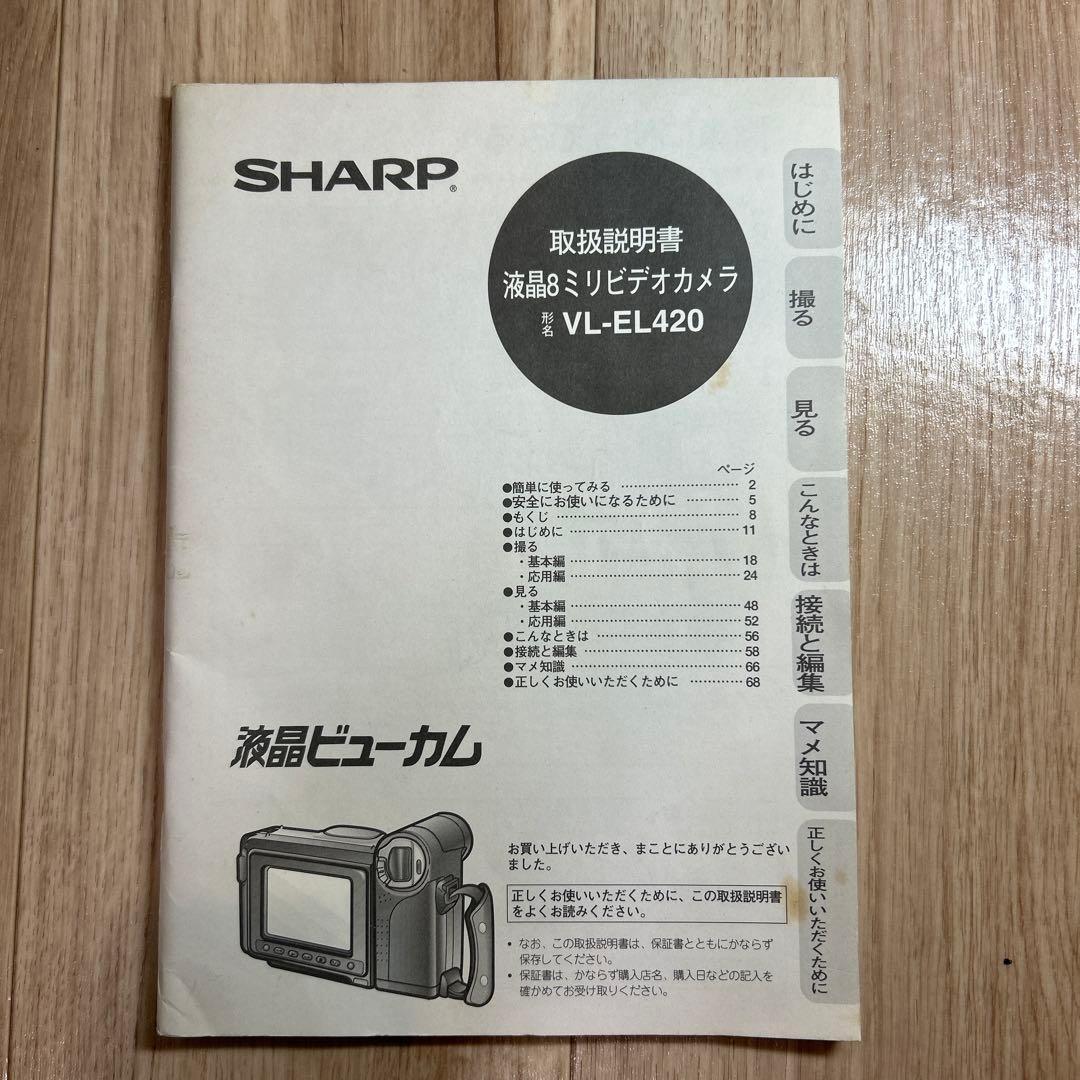 SHARP®
取扱説明書
液晶8ミリビデオカメラ
形名 VL-EL420
ページ
●簡単に使ってみる ………………………… 2
●安全にお使いになるために ………… 5
●もくじ ……………………………………… 8
●はじめに …………………………………… 11
●撮る
・基本編 …………………………………… 18
・応用編 …………………………………… 24
●見る
・基本編 …………………………………… 48
・応用編 …………………………………… 52
●こんなときは ……………………………… 56
●接続と編集 ………………………………… 58
●マメ知識 …………………………………… 66
●正しくお使いいただくために ………… 68
液晶ビューカム
お買い上げいただき、まことにありがとうござい
ました。
正しくお使いいただくために、この取扱説明書
をよくお読みください。
• なお、この取扱説明書は、保証書とともにかならず
保存してください。
• 保証書は、かならず購入店名、購入日などの記入を
確かめてお受け取りください。
はじめに
撮る
見る
こんなときは
接続と編集
マメ知識
正しくお使いいただくために